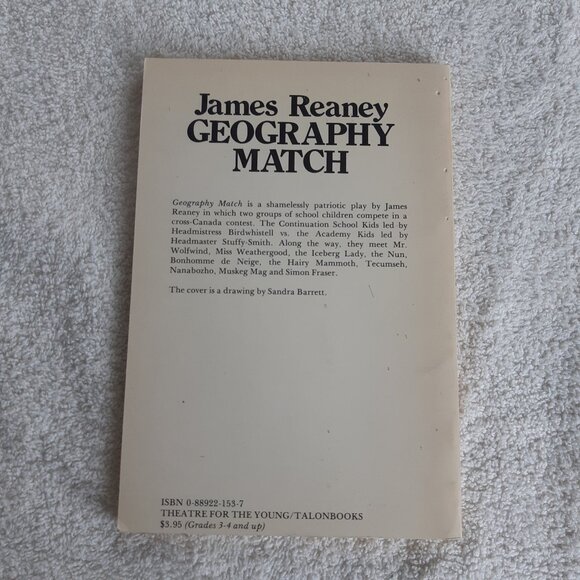 James Reaney
GEOGRAPHY
MATCH
Geography Match is a shamelessly patriotic play by James
Reaney in which two groups of school children compete in a
cross-Canada contest. The Continuation School Kids led by
Headmistress Birdwhistell vs. the Academy Kids led by
Headmaster Stuffy-Smith. Along the way, they meet Mr.
Wolfwind, Miss Weathergood, the Iceberg Lady, the Nun,
Bonhomme de Neige, the Hairy Mammoth, Tecumseh,
Nanabozho, Muskeg Mag and Simon Fraser.
The cover is a drawing by Sandra Barrett.
ISBN 0-88922-153-7
THEATRE FOR THE YOUNG/TALONBOOKS
$3.95 (Grades 3-4 and up)